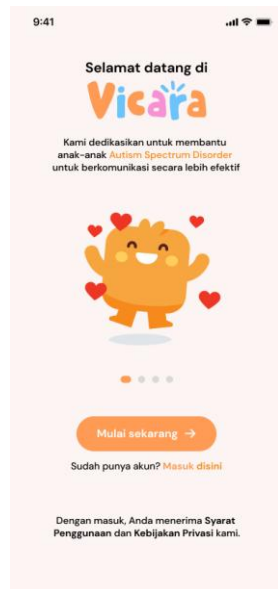 9:41
Selamat datang di
Vicara
Kami dedikasikan untuk membantu
anak-anak Autism Spectrum Disorder
untuk berkomunikasi secara lebih efektif
Mulai sekarang →
Sudah punya akun? Masuk disini
Dengan masuk, Anda menerima Syarat
Penggunaan dan Kebijakan Privasi kami.